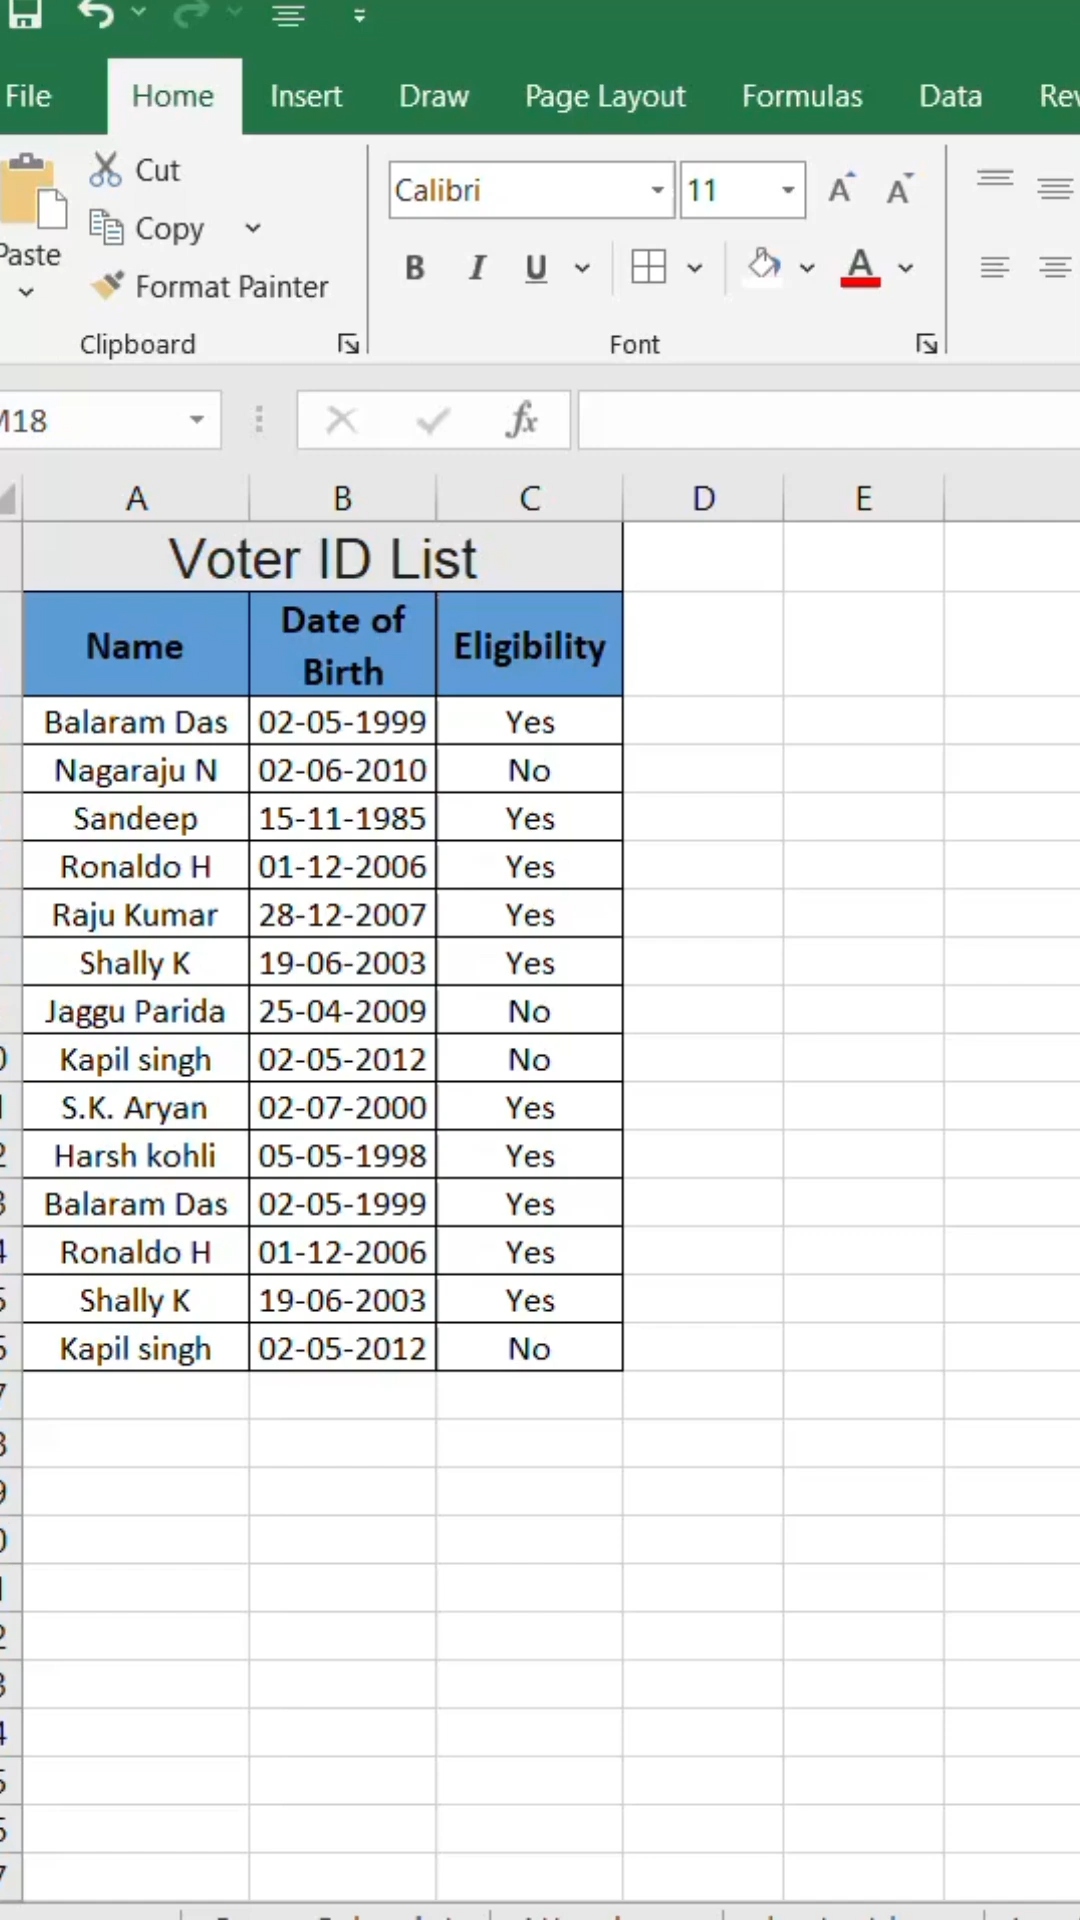 File Home Insert Draw Page Layout Formulas Data
Cut
Calibri 11
Copy
Paste
B I U A
Format Painter
Clipboard Font
M18 fx
A B C D E
Voter ID List
Name Date of Birth Eligibility
Balaram Das 02-05-1999 Yes
Nagaraju N 02-06-2010 No
Sandeep 15-11-1985 Yes
Ronaldo H 01-12-2006 Yes
Raju Kumar 28-12-2007 Yes
Shally K 19-06-2003 Yes
Jaggu Parida 25-04-2009 No
Kapil singh 02-05-2012 No
S.K. Aryan 02-07-2000 Yes
Harsh kohli 05-05-1998 Yes
Balaram Das 02-05-1999 Yes
Ronaldo H 01-12-2006 Yes
Shally K 19-06-2003 Yes
Kapil singh 02-05-2012 No